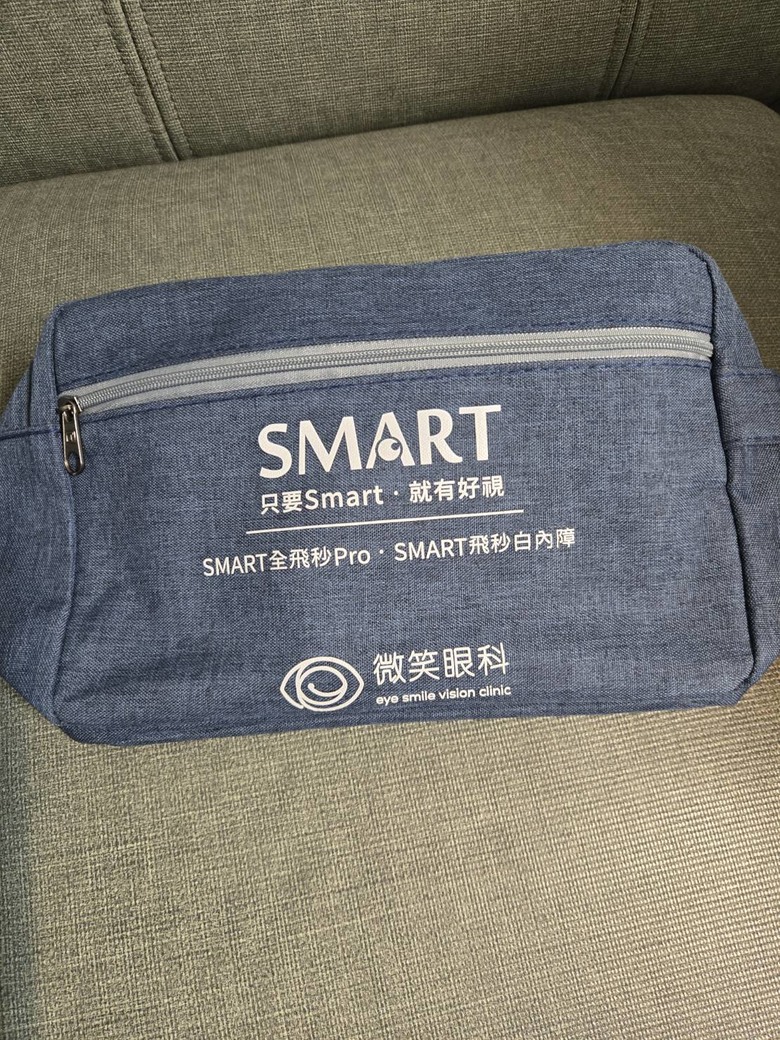 SMART
只要Smart · 就有好視
SMART全飛秒Pro · SMART飛秒白內障
微笑眼科
eye smile vision clinic